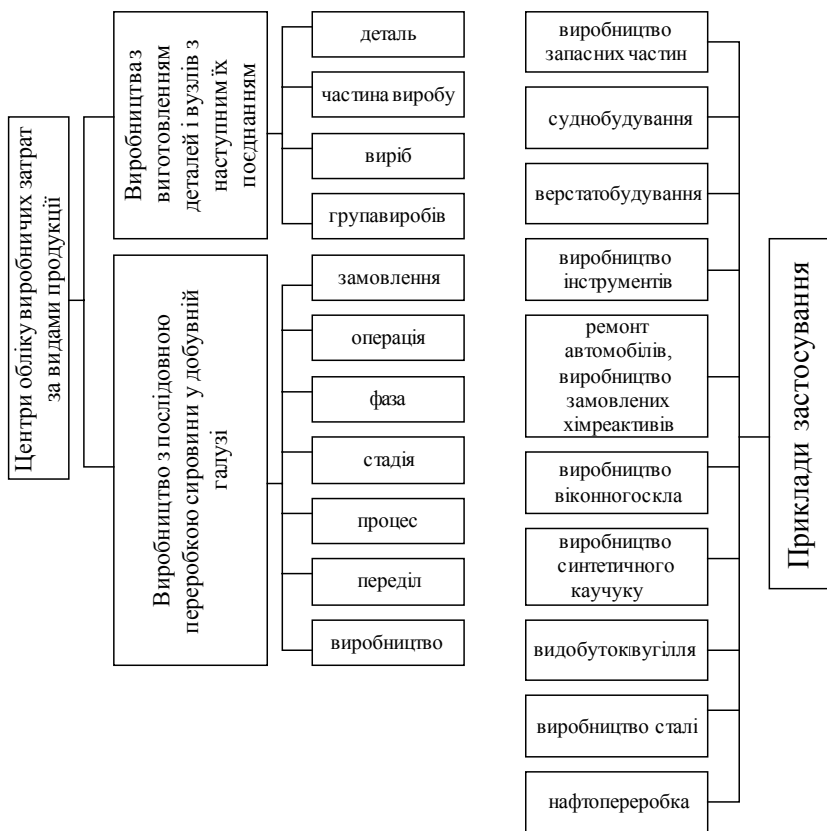 Центри обліку виробничих затрат
за видами продукції
Виробництва з
виготовленням
деталей і вузлів з
наступним їх
поєднанням
деталь
частина виробу
виріб
групавиробів
Виробництво з послідовною
переробкою сировини у добувній
галузі
замовлення
операція
фаза
стадія
процес
переділ
виробництво
виробництво
запасних частин
суднобудування
верстатобудування
виробництво
інструментів
ремонт
автомобілів,
виробництво
замовлених
хімреактивів
виробництво
віконногоскла
виробництво
синтетичного
каучуку
видобутоквугілля
виробництво сталі
нафтопереробка
Приклади застосування